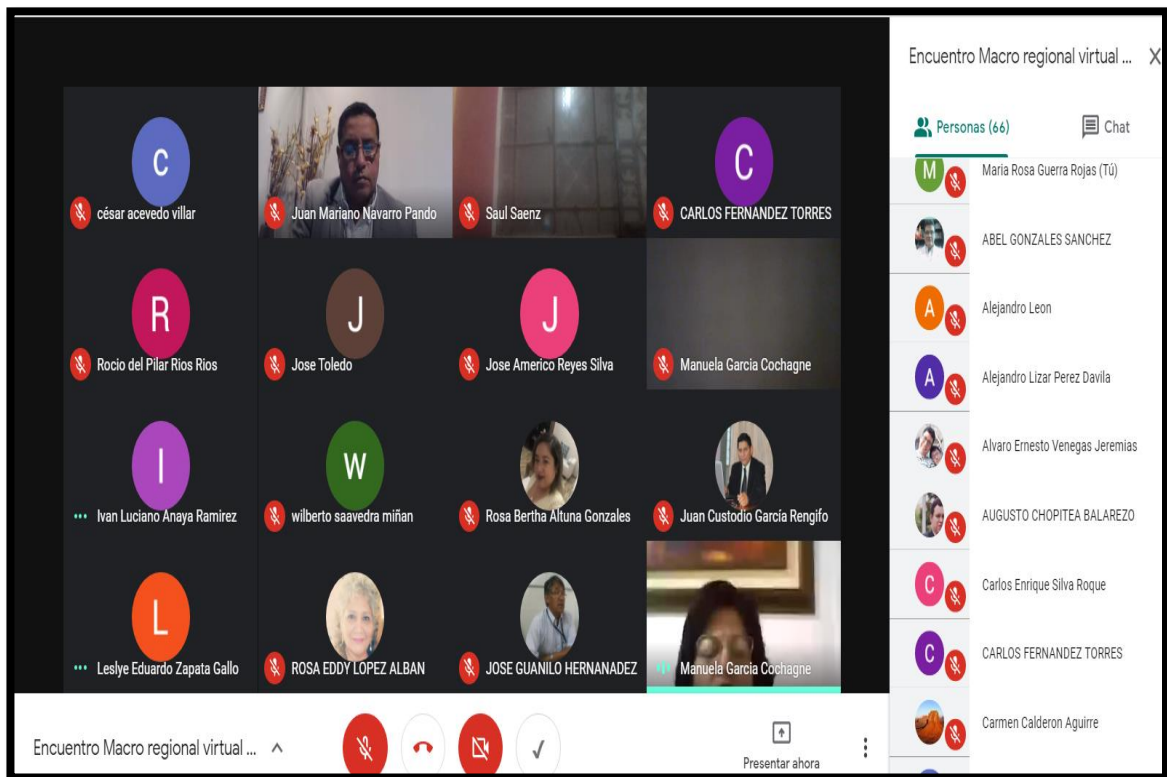 Encuentro Macro regional virtual ...
Personas (66)
Chat
C
césar acevedo villar
Juan Mariano Navarro Pando
Saul Saenz
C
CARLOS FERNANDEZ TORRES
R
Rocio del Pilar Rios Rios
J
Jose Toledo
J
Jose Americo Reyes Silva
Manuela Garcia Cochagne
I
Ivan Luciano Anaya Ramirez
W
wilberto saavedra miñan
Rosa Bertha Altuna Gonzales
Juan Custodio García Rengifo
L
Leslye Eduardo Zapata Gallo
ROSA EDDY LOPEZ ALBAN
JOSE GUANILO HERNANADEZ
Manuela Garcia Cochagne
M
Maria Rosa Guerra Rojas (Tú)
ABEL GONZALES SANCHEZ
A
Alejandro Leon
A
Alejandro Lizar Perez Davila
Alvaro Ernesto Venegas Jeremias
AUGUSTO CHOPITEA BALAREZO
C
Carlos Enrique Silva Roque
C
CARLOS FERNANDEZ TORRES
Carmen Calderon Aguirre
Encuentro Macro regional virtual ...
Presentar ahora